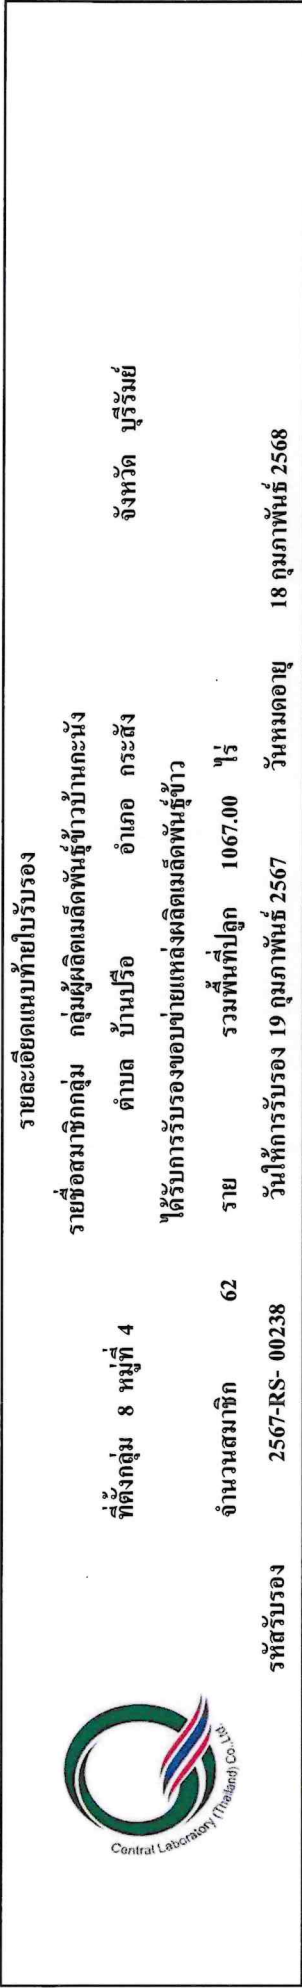 รายละเอียดแนบท้ายใบรับรอง
รายชื่อสมาชิกกลุ่ม กลุ่มผู้ผลิตเมล็ดพันธุ์ข้าวบ้านกะนัง
ที่ตั้งกลุ่ม 8 หมู่ที่ 4 ตำบล บ้านปรือ อำเภอ กระสัง จังหวัด บุรีรัมย์
ได้รับการรับรองขอบข่ายแหล่งผลิตเมล็ดพันธุ์ข้าว
จำนวนสมาชิก 62 ราย รวมพื้นที่ปลูก 1067.00 ไร่
รหัสรับรอง 2567-RS- 00238 วันให้การรับรอง 19 กุมภาพันธ์ 2567 วันหมดอายุ 18 กุมภาพันธ์ 2568
Central Laboratory (Thailand) Co.,Ltd.